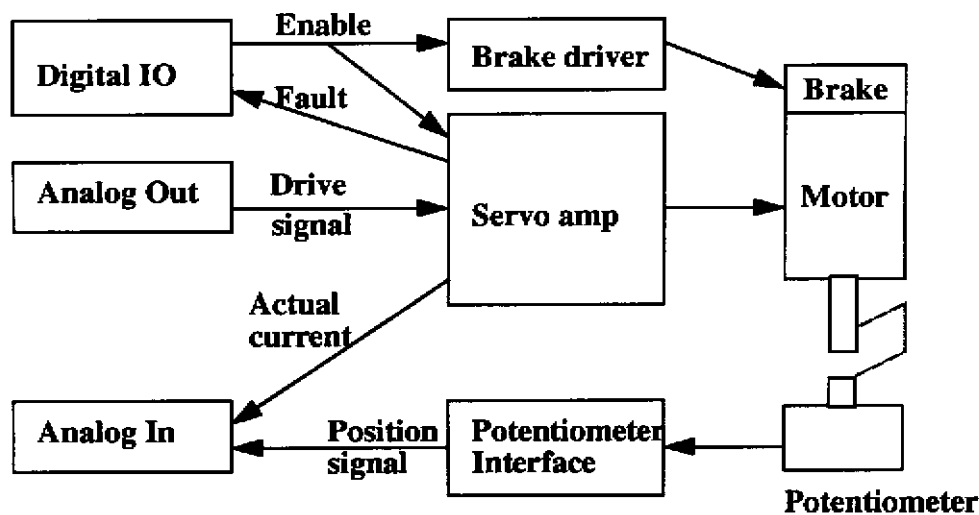 Enable
Digital IO
Brake driver
Brake
Fault
Analog Out
Drive
signal
Servo amp
Motor
Actual
current
Analog In
Position
signal
Potentiometer
Interface
Potentiometer